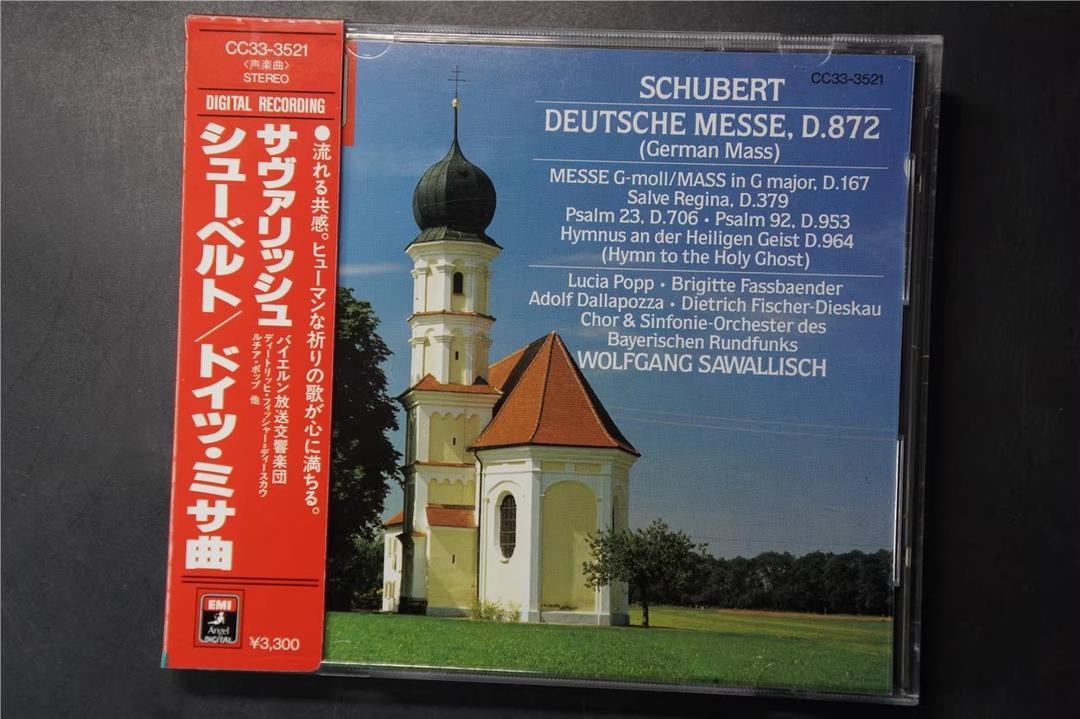 CC33-3521
〈声楽曲〉
STEREO
DIGITAL RECORDING
●流れる共感。ヒューマンな祈りの歌が心に満ちる。
サヴァリッシュ
バイエルン放送交響楽団
ディートリッヒ・フィッシャー=ディースカウ
ルチア・ポップ 他
シューベルト/ドイツ・ミサ曲
EMI
Angel
DIGITAL
¥3,300
CC33-3521
SCHUBERT
DEUTSCHE MESSE, D.872
(German Mass)
MESSE G-moll/MASS in G major, D.167
Salve Regina, D.379
Psalm 23, D.706 · Psalm 92, D.953
Hymnus an der Heiligen Geist D.964
(Hymn to the Holy Ghost)
Lucia Popp · Brigitte Fassbaender
Adolf Dallapozza · Dietrich Fischer-Dieskau
Chor & Sinfonie-Orchester des
Bayerischen Rundfunks
WOLFGANG SAWALLISCH